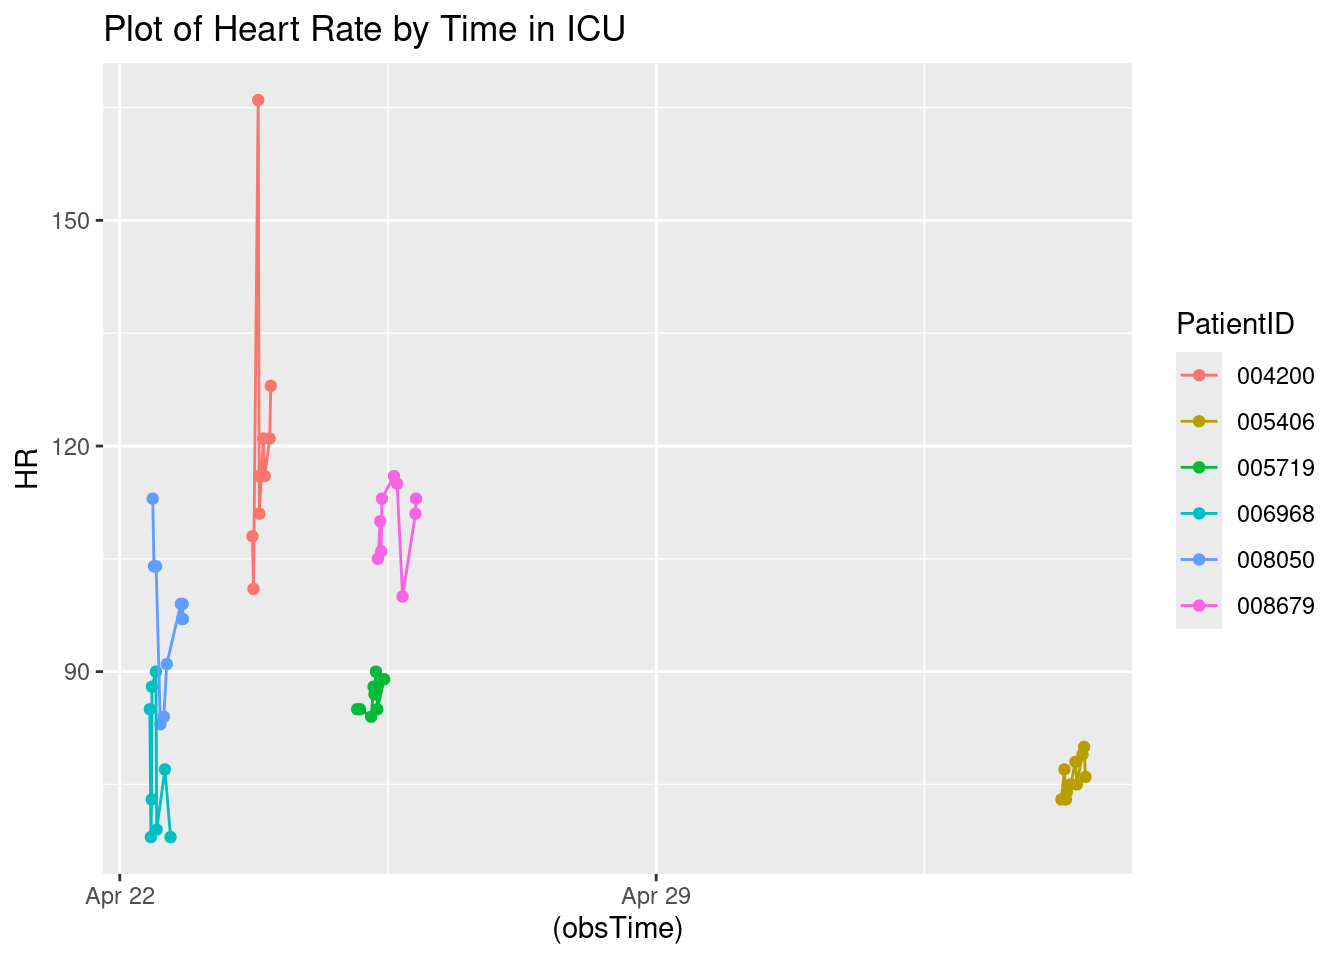 Plot of Heart Rate by Time in ICU
150
120
90
HR
Apr 22
Apr 29
(obsTime)
PatientID
004200
005406
005719
006968
008050
008679